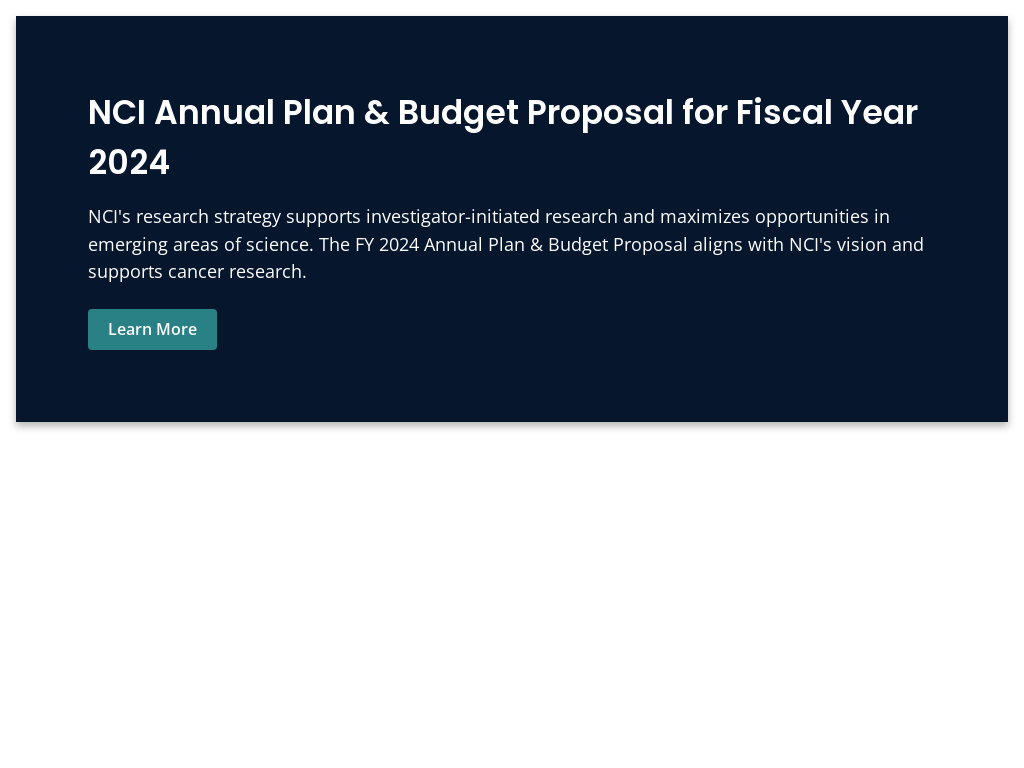 NCI Annual Plan & Budget Proposal for Fiscal Year
2024
NCI's research strategy supports investigator-initiated research and maximizes opportunities in
emerging areas of science. The FY 2024 Annual Plan & Budget Proposal aligns with NCI's vision and
supports cancer research.
Learn More